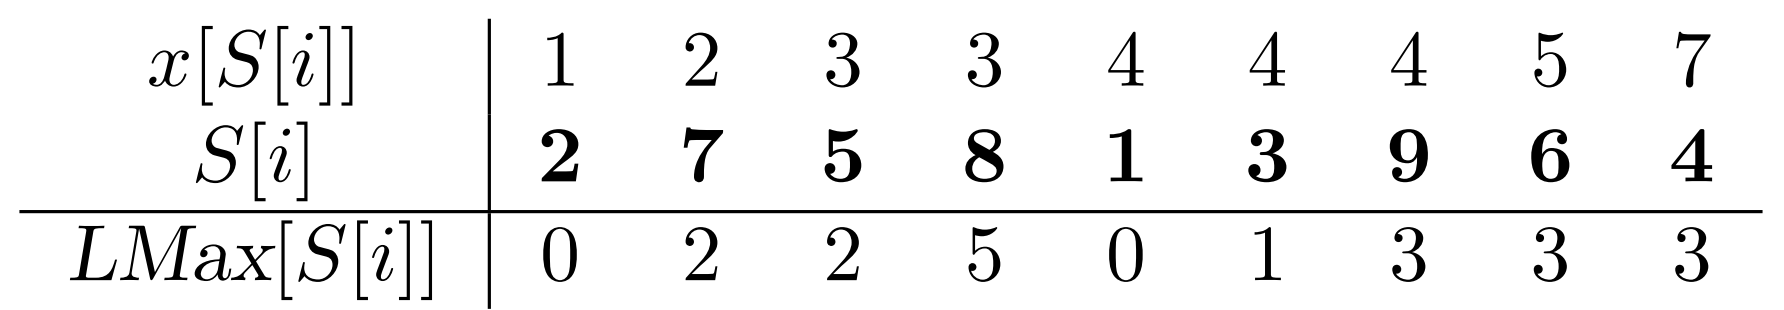 x[S[i]] 1 2 3 3 4 4 4 5 7
S[i] 2 7 5 8 1 3 9 6 4
LMax[S[i]] 0 2 2 5 0 1 3 3 3